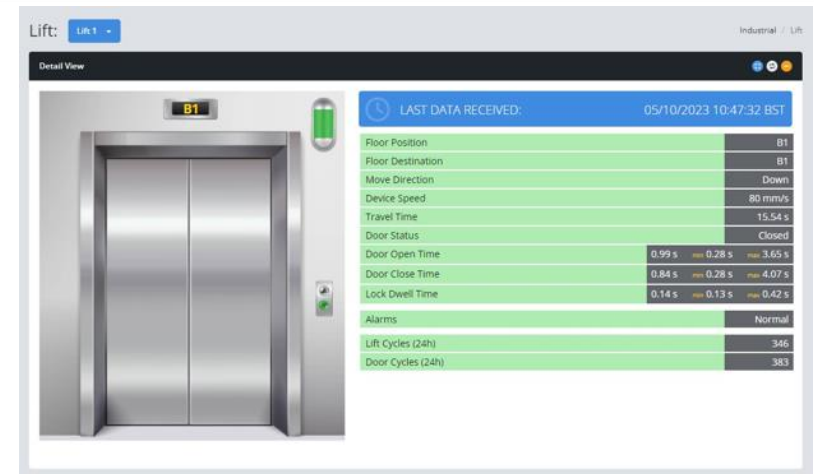 Lift: Lift 1
Industrial / Lift
Detail View
B1
LAST DATA RECEIVED: 05/10/2023 10:47:32 BST
Floor Position B1
Floor Destination B1
Move Direction Down
Device Speed 80 mm/s
Travel Time 15.54 s
Door Status Closed
Door Open Time 0.99 s min 0.28 s max 3.65 s
Door Close Time 0.84 s min 0.28 s max 4.07 s
Lock Dwell Time 0.14 s min 0.13 s max 0.42 s
Alarms Normal
Lift Cycles (24h) 346
Door Cycles (24h) 383